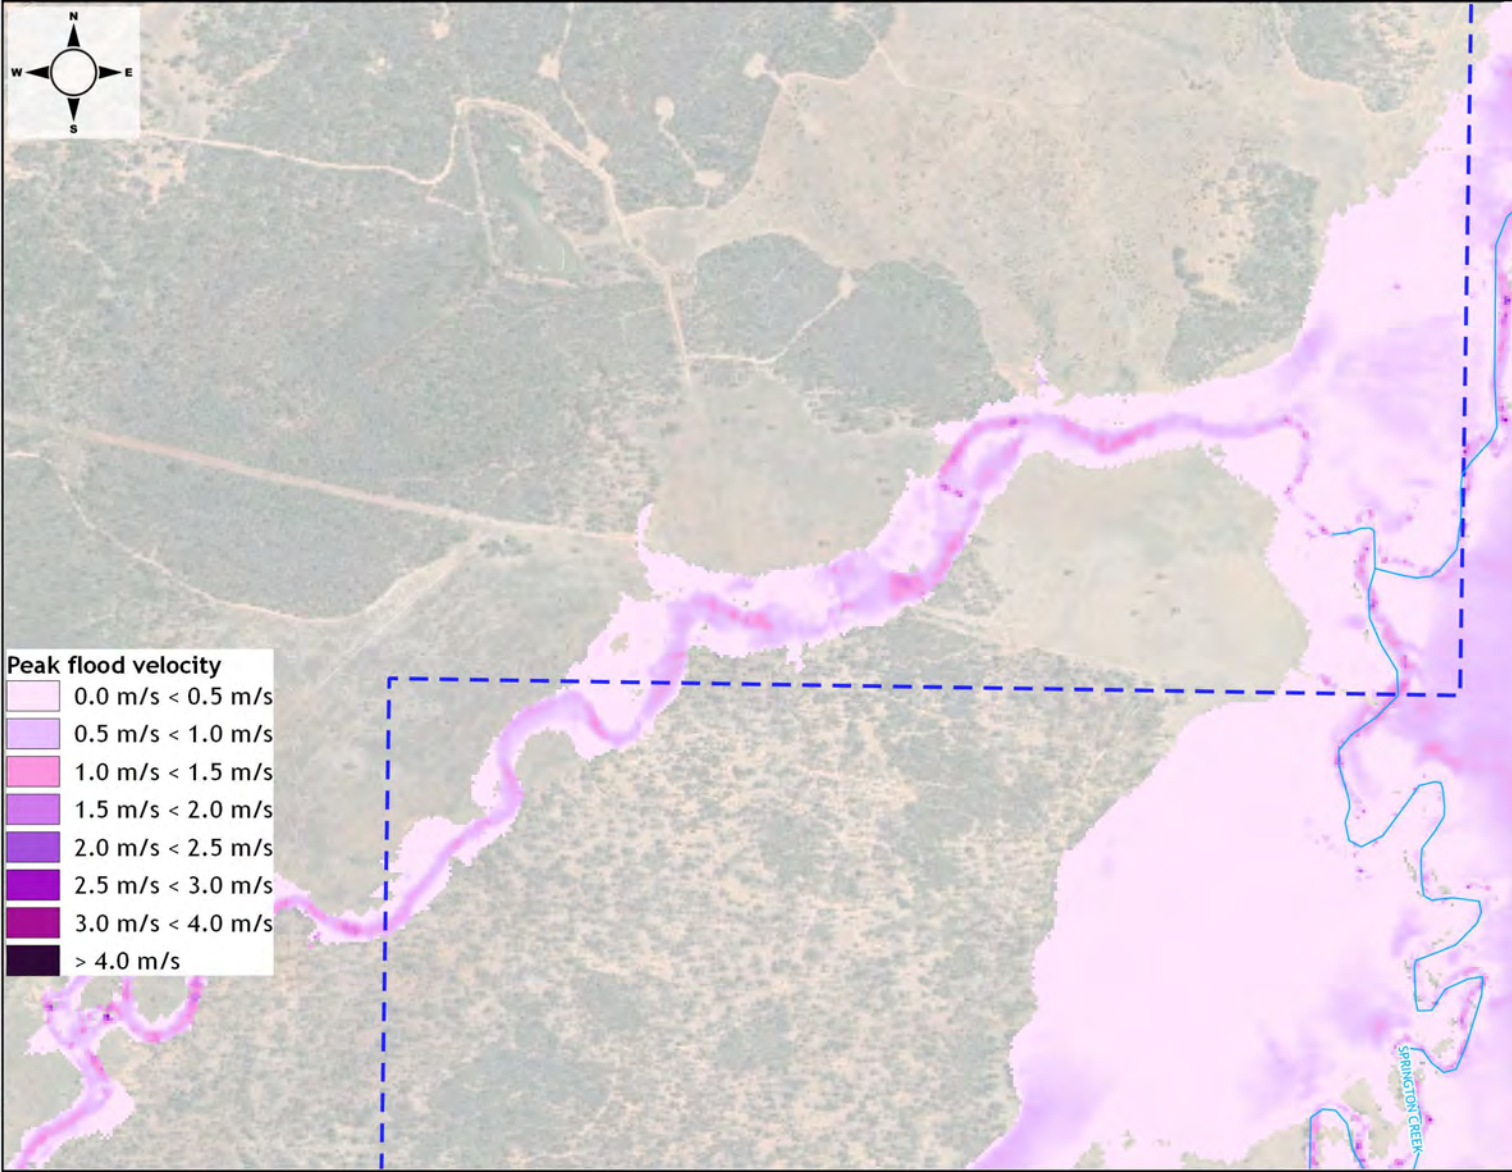 N
W E
S
Peak flood velocity
0.0 m/s < 0.5 m/s
0.5 m/s < 1.0 m/s
1.0 m/s < 1.5 m/s
1.5 m/s < 2.0 m/s
2.0 m/s < 2.5 m/s
2.5 m/s < 3.0 m/s
3.0 m/s < 4.0 m/s
> 4.0 m/s
SPRINGTON CREEK